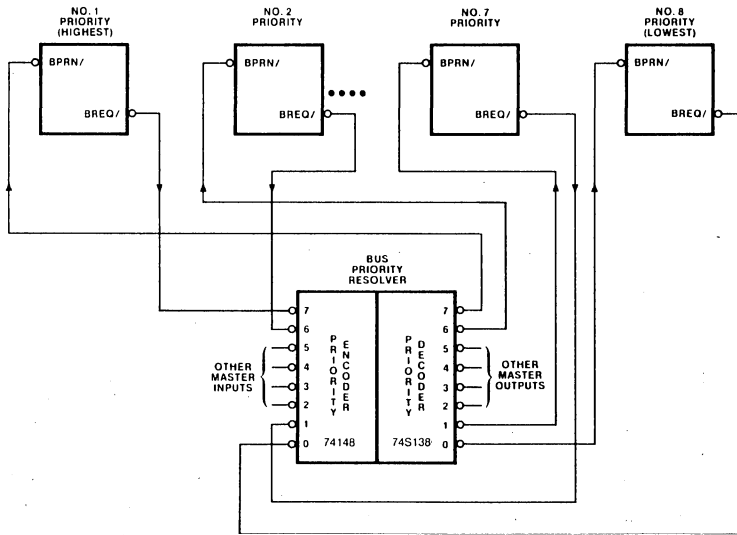 NO. 1
PRIORITY
(HIGHEST)
NO. 2
PRIORITY
NO. 7
PRIORITY
NO. 8
PRIORITY
(LOWEST)
BPRN/
BREQ/
BPRN/
BREQ/
BPRN/
BREQ/
BPRN/
BREQ/
BUS
PRIORITY
RESOLVER
7
6
5
4
3
2
1
0
OTHER
MASTER
INPUTS
PRIORITY
ENCODER
74148
PRIORITY
DECODER
74S138
7
6
5
4
3
2
1
0
OTHER
MASTER
OUTPUTS